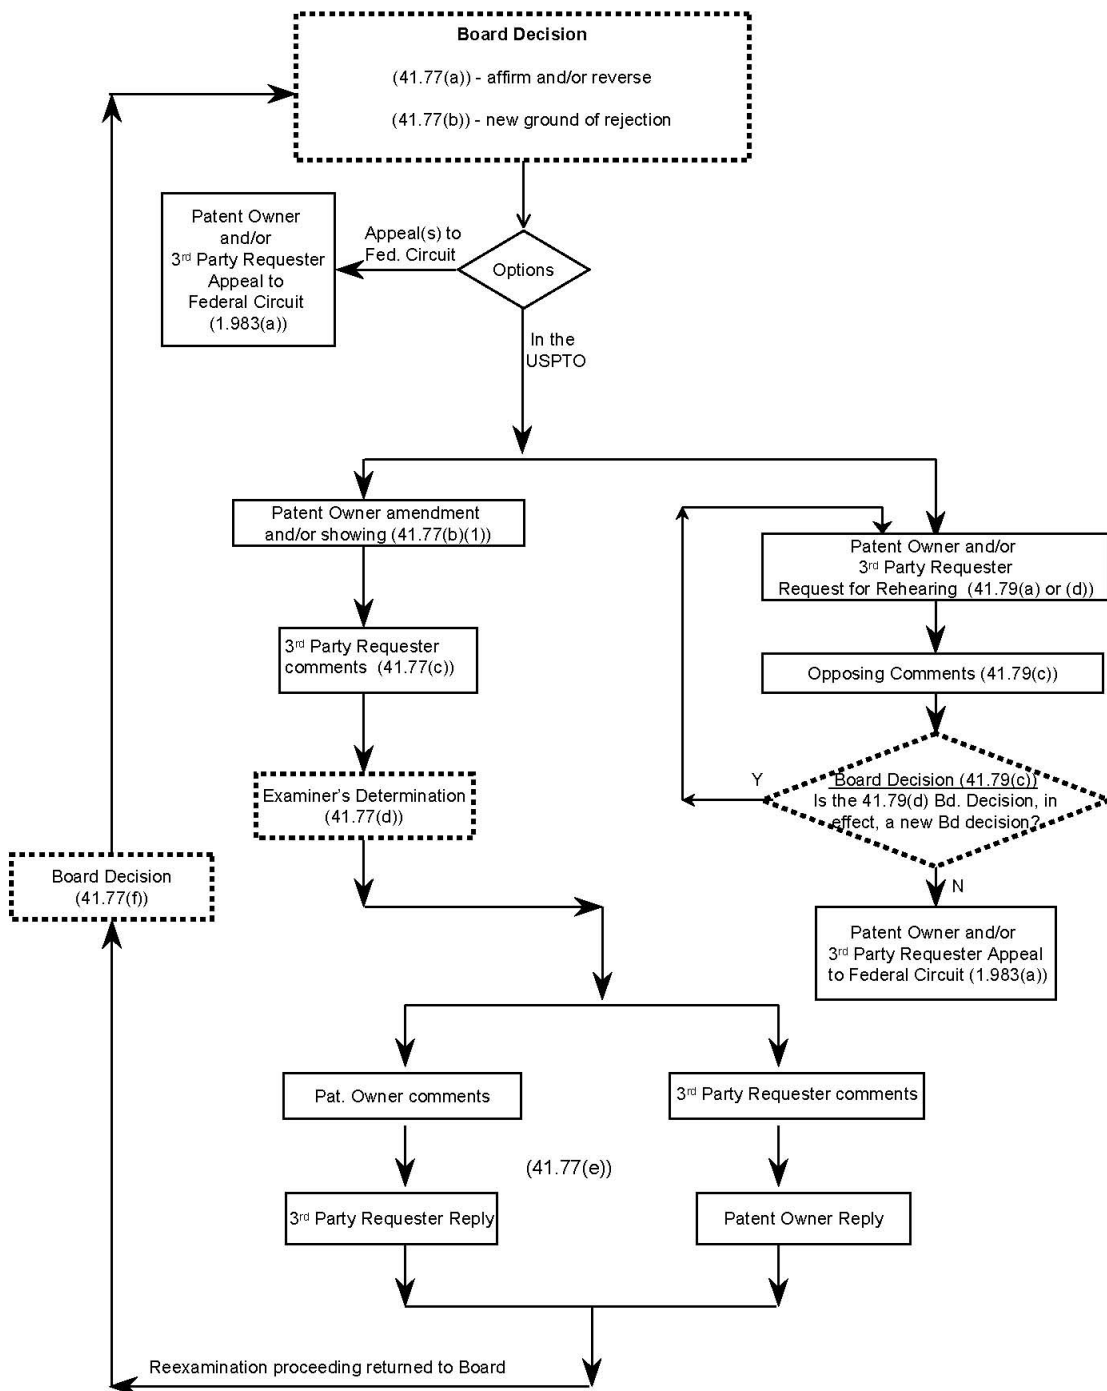 Board Decision
(41.77(a)) - affirm and/or reverse
(41.77(b)) - new ground of rejection
Patent Owner
and/or
3rd Party Requester
Appeal to
Federal Circuit
(1.983(a))
Appeal(s) to
Fed. Circuit
Options
In the
USPTO
Patent Owner amendment
and/or showing (41.77(b)(1))
3rd Party Requester
comments (41.77(c))
Examiner's Determination
(41.77(d))
Patent Owner and/or
3rd Party Requester
Request for Rehearing (41.79(a) or (d))
Opposing Comments (41.79(c))
Y
Board Decision (41.79(c))
Is the 41.79(d) Bd. Decision, in
effect, a new Bd decision?
N
Patent Owner and/or
3rd Party Requester Appeal
to Federal Circuit (1.983(a))
Board Decision
(41.77(f))
Pat. Owner comments
3rd Party Requester comments
(41.77(e))
3rd Party Requester Reply
Patent Owner Reply
Reexamination proceeding returned to Board